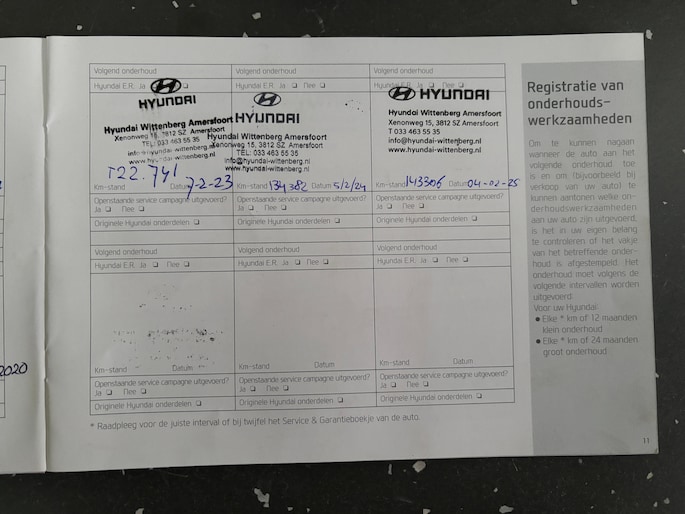 Volgend onderhoud
Volgend onderhoud
Volgend onderhoud
Hyundai E.R.: Ja ❏
Hyundai E.R.: Ja ❏ Nee ❏
Hyundai E.R.: Ja ❏ Nee ❏
HYUNDAI
Hyundai Wittenberg Amersfoort
Xenonweg 15, 3812 SZ Amersfoort
TEL: 033 463 55 35
info@hyundai-wittenberg.nl
www.hyundai-wittenberg.nl
HYUNDAI
Hyundai Wittenberg Amersfoort
Xenonweg 15, 3812 SZ Amersfoort
TEL: 033 463 55 35
info@hyundai-wittenberg.nl
www.hyundai-wittenberg.nl
HYUNDAI
Hyundai Wittenberg Amersfoort
Xenonweg 15, 3812 SZ Amersfoort
T 033 463 55 35
info@hyundai-wittenberg.nl
www.hyundai-wittenberg.nl
122.741
Km-stand Datum 7-2-23
Km-stand 134382 Datum 5/2/24
Km-stand 143306 Datum 04-02-25
Openstaande service campagne uitgevoerd?
Ja ❏ Nee ❏
Openstaande service campagne uitgevoerd?
Ja ❏ Nee ❏
Openstaande service campagne uitgevoerd?
Ja ❏ Nee ❏
Originele Hyundai onderdelen ❏
Originele Hyundai onderdelen ❏
Originele Hyundai onderdelen ❏
Volgend onderhoud
Volgend onderhoud
Volgend onderhoud
Hyundai E.R.: Ja ❏ Nee ❏
Hyundai E.R.: Ja ❏ Nee ❏
Hyundai E.R.: Ja ❏ Nee ❏
Km-stand Datum
Km-stand Datum
Km-stand Datum
Openstaande service campagne uitgevoerd?
Ja ❏ Nee ❏
Openstaande service campagne uitgevoerd?
Ja ❏ Nee ❏
Openstaande service campagne uitgevoerd?
Ja ❏ Nee ❏
Originele Hyundai onderdelen ❏
Originele Hyundai onderdelen ❏
Originele Hyundai onderdelen ❏
* Raadpleeg voor de juiste interval of bij twijfel het Service & Garantieboekje van de auto.
2020
Registratie van
onderhouds-
werkzaamheden
Om te kunnen nagaan
wanneer de auto aan het
volgende onderhoud toe
is en om (bijvoorbeeld bij
verkoop van uw auto) te
kunnen aantonen welke on-
derhoudswerkzaamheden
aan uw auto zijn uitgevoerd,
is het in uw eigen belang
te controleren of het vakje
van het betreffende onder-
houd is afgestempeld. Het
onderhoud moet volgens de
volgende intervallen worden
uitgevoerd.
Voor uw Hyundai:
● Elke * km of 12 maanden
klein onderhoud
● Elke * km of 24 maanden
groot onderhoud
11